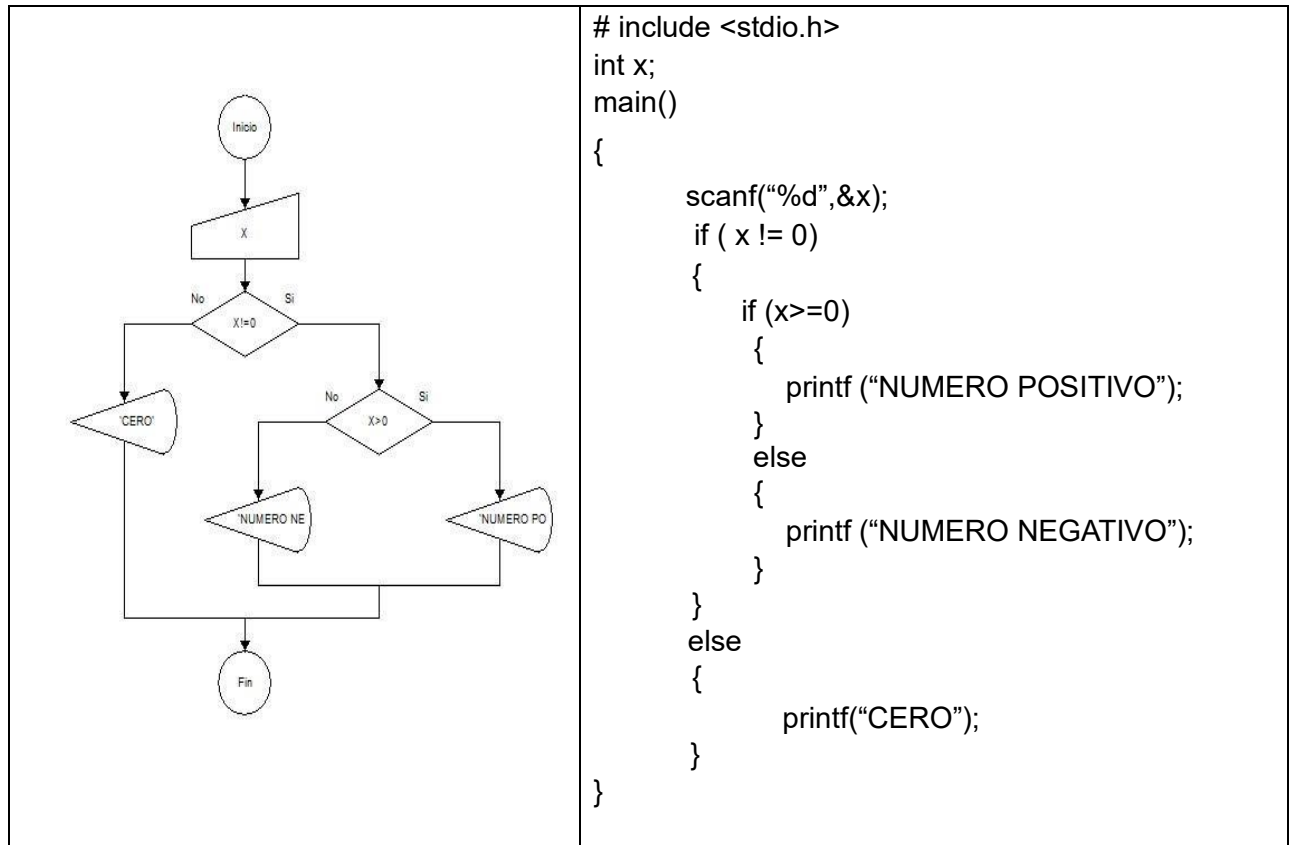 Inicio
X
No
Si
X!=0
No
Si
'CERO'
X>0
'NUMERO NE
'NUMERO PO
Fin
# include <stdio.h>
int x;
main()
{
scanf(“%d”,&x);
if ( x != 0)
{
if (x>=0)
{
printf (“NUMERO POSITIVO”);
}
else
{
printf (“NUMERO NEGATIVO”);
}
}
else
{
printf(“CERO”);
}
}